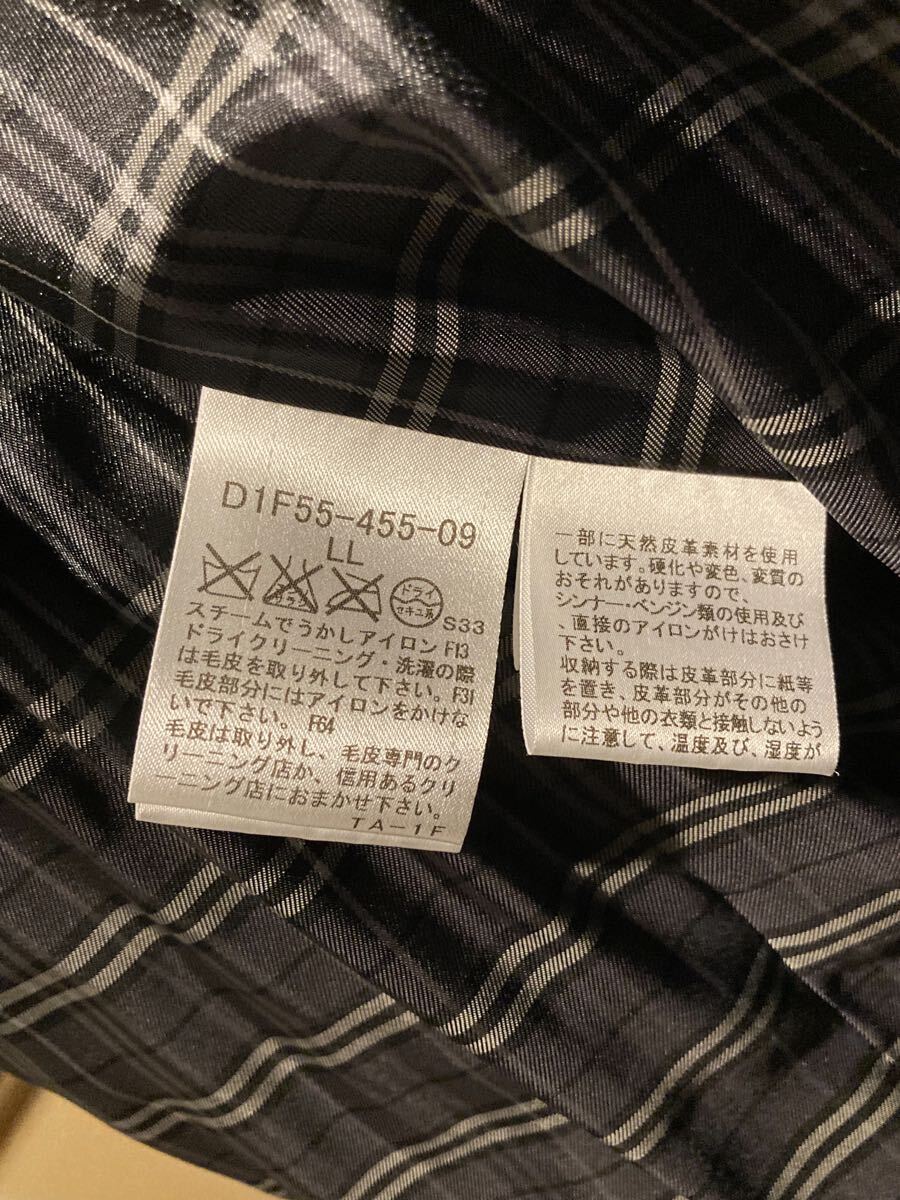 D1F55-455-09
LL
エンソ
ドライ
セキユ系
S33
スチームでうかしアイロン F13
ドライクリーニング・洗濯の際
は毛皮を取り外して下さい。F31
毛皮部分にはアイロンをかけな
いで下さい。F64
毛皮は取り外し、毛皮専門のク
リーニング店か、信用あるクリ
ーニング店におまかせ下さい。
TA-1F
一部に天然皮革素材を使用
しています。硬化や変色、変質の
おそれがありますので、
シンナー・ベンジン類の使用及び
、直接のアイロンがけはおさけ
下さい。
収納する際は皮革部分に紙等
を置き、皮革部分がその他の
部分や他の衣類と接触しないよう
に注意して、温度及び、湿度が